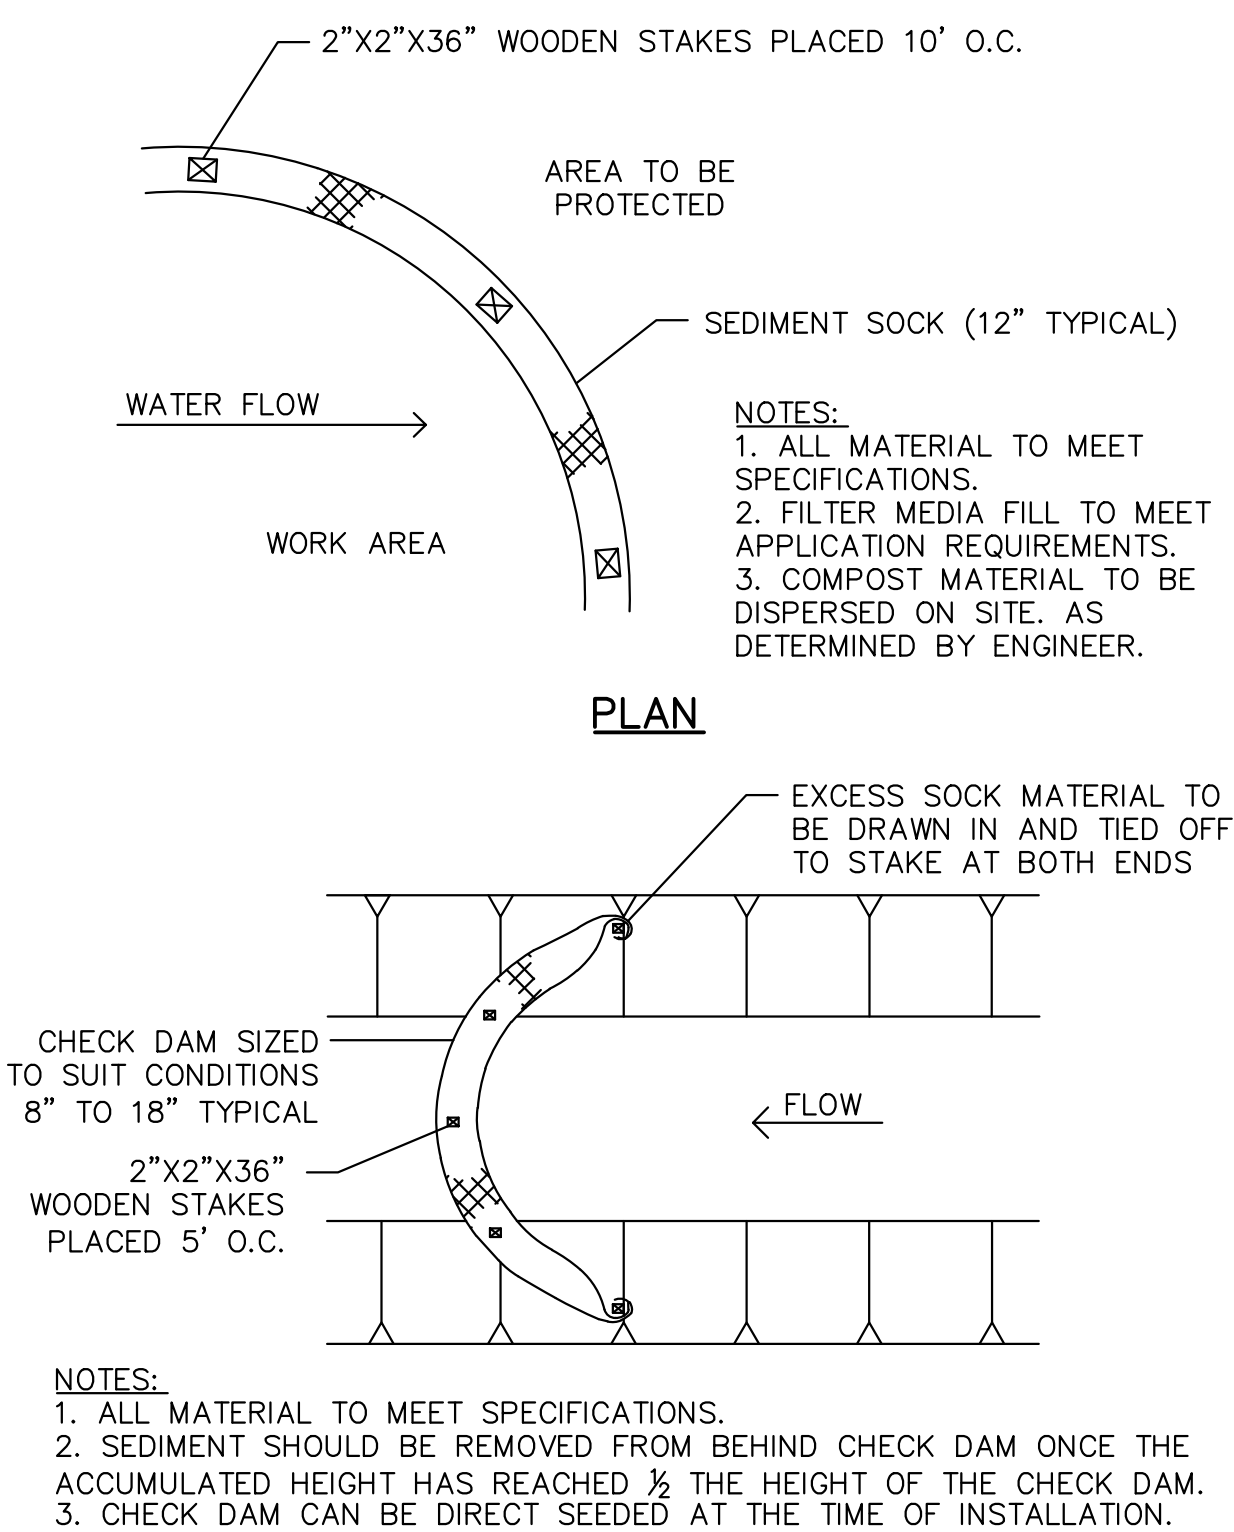 2”X2”X36” WOODEN STAKES PLACED 10’ O.C.
AREA TO BE
PROTECTED
SEDIMENT SOCK (12” TYPICAL)
WATER FLOW
WORK AREA
NOTES:
1. ALL MATERIAL TO MEET
SPECIFICATIONS.
2. FILTER MEDIA FILL TO MEET
APPLICATION REQUIREMENTS.
3. COMPOST MATERIAL TO BE
DISPERSED ON SITE. AS
DETERMINED BY ENGINEER.
PLAN
EXCESS SOCK MATERIAL TO
BE DRAWN IN AND TIED OFF
TO STAKE AT BOTH ENDS
CHECK DAM SIZED
TO SUIT CONDITIONS
8” TO 18” TYPICAL
FLOW
2”X2”X36”
WOODEN STAKES
PLACED 5’ O.C.
NOTES:
1. ALL MATERIAL TO MEET SPECIFICATIONS.
2. SEDIMENT SHOULD BE REMOVED FROM BEHIND CHECK DAM ONCE THE
ACCUMULATED HEIGHT HAS REACHED ½ THE HEIGHT OF THE CHECK DAM.
3. CHECK DAM CAN BE DIRECT SEEDED AT THE TIME OF INSTALLATION.